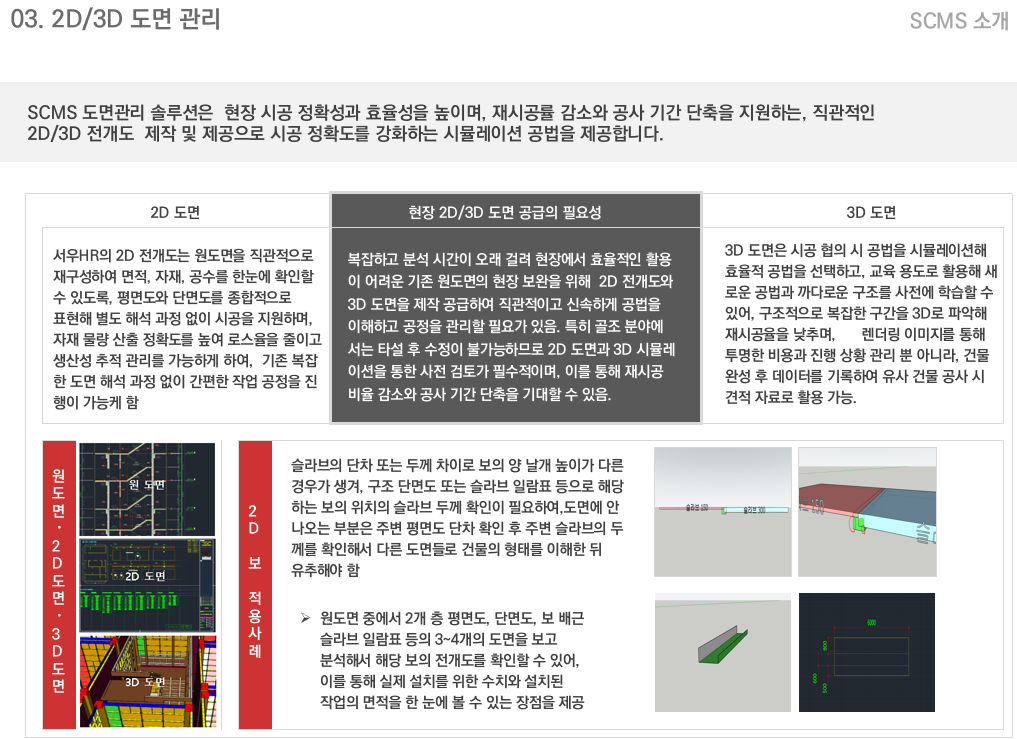 03. 2D/3D 도면 관리
SCMS 소개
SCMS 도면관리 솔루션은 현장 시공 정확성과 효율성을 높이며, 재시공률 감소와 공사 기간 단축을 지원하는, 직관적인
2D/3D 전개도 제작 및 제공으로 시공 정확도를 강화하는 시뮬레이션 공법을 제공합니다.
2D 도면
서우HR의 2D 전개도는 원도면을 직관적으로
재구성하여 면적, 자재, 공수를 한눈에 확인할
수 있도록, 평면도와 단면도를 종합적으로
표현해 별도 해석 과정 없이 시공을 지원하며,
자재 물량 산출 정확도를 높여 로스율을 줄이고
생산성 추적 관리를 가능하게 하여, 기존 복잡
한 도면 해석 과정 없이 간편한 작업 공정을 진
행이 가능케 함
현장 2D/3D 도면 공급의 필요성
복잡하고 분석 시간이 오래 걸려 현장에서 효율적인 활용
이 어려운 기존 원도면의 현장 보완을 위해 2D 전개도와
3D 도면을 제작 공급하여 직관적이고 신속하게 공법을
이해하고 공정을 관리할 필요가 있음. 특히 골조 분야에
서는 타설 후 수정이 불가능하므로 2D 도면과 3D 시뮬레
이션을 통한 사전 검토가 필수적이며, 이를 통해 재시공
비율 감소와 공사 기간 단축을 기대할 수 있음.
3D 도면
3D 도면은 시공 협의 시 공법을 시뮬레이션해
효율적 공법을 선택하고, 교육 용도로 활용해 새
로운 공법과 까다로운 구조를 사전에 학습할 수
있어, 구조적으로 복잡한 구간을 3D로 파악해
재시공율을 낮추며, 렌더링 이미지를 통해
투명한 비용과 진행 상황 관리 뿐 아니라, 건물
완성 후 데이터를 기록하여 유사 건물 공사 시
견적 자료로 활용 가능.
원도면·2D도면·3D도면
원 도면
2D 도면
3D 도면
2D 보 적용사례
슬라브의 단차 또는 두께 차이로 보의 양 날개 높이가 다른
경우가 생겨, 구조 단면도 또는 슬라브 일람표 등으로 해당
하는 보의 위치의 슬라브 두께 확인이 필요하여,도면에 안
나오는 부분은 주변 평면도 단차 확인 후 주변 슬라브의 두
께를 확인해서 다른 도면들로 건물의 형태를 이해한 뒤
유추해야 함
➢ 원도면 중에서 2개 층 평면도, 단면도, 보 배근
슬라브 일람표 등의 3~4개의 도면을 보고
분석해서 해당 보의 전개도를 확인할 수 있어,
이를 통해 실제 설치를 위한 수치와 설치된
작업의 면적을 한 눈에 볼 수 있는 장점을 제공
슬라브 150
슬라브 300